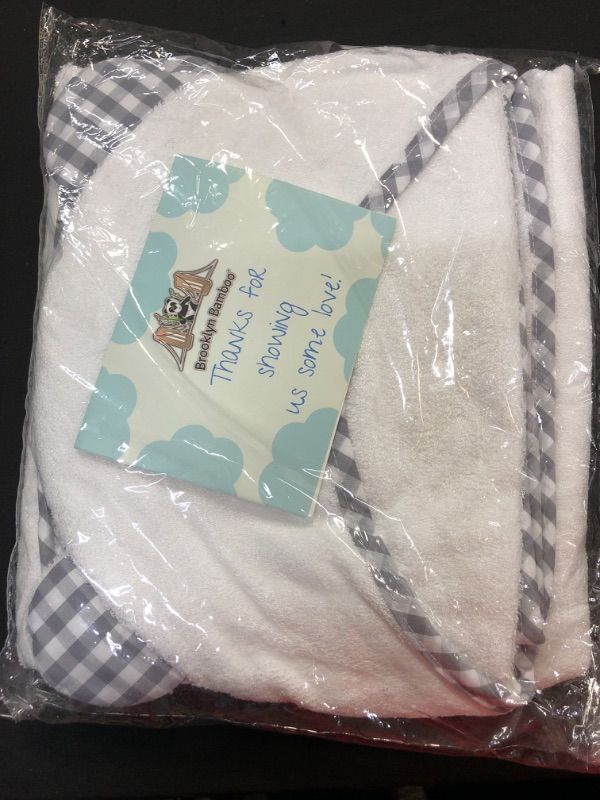 Brooklyn Bamboo®
Thanks for
showing
us some love!